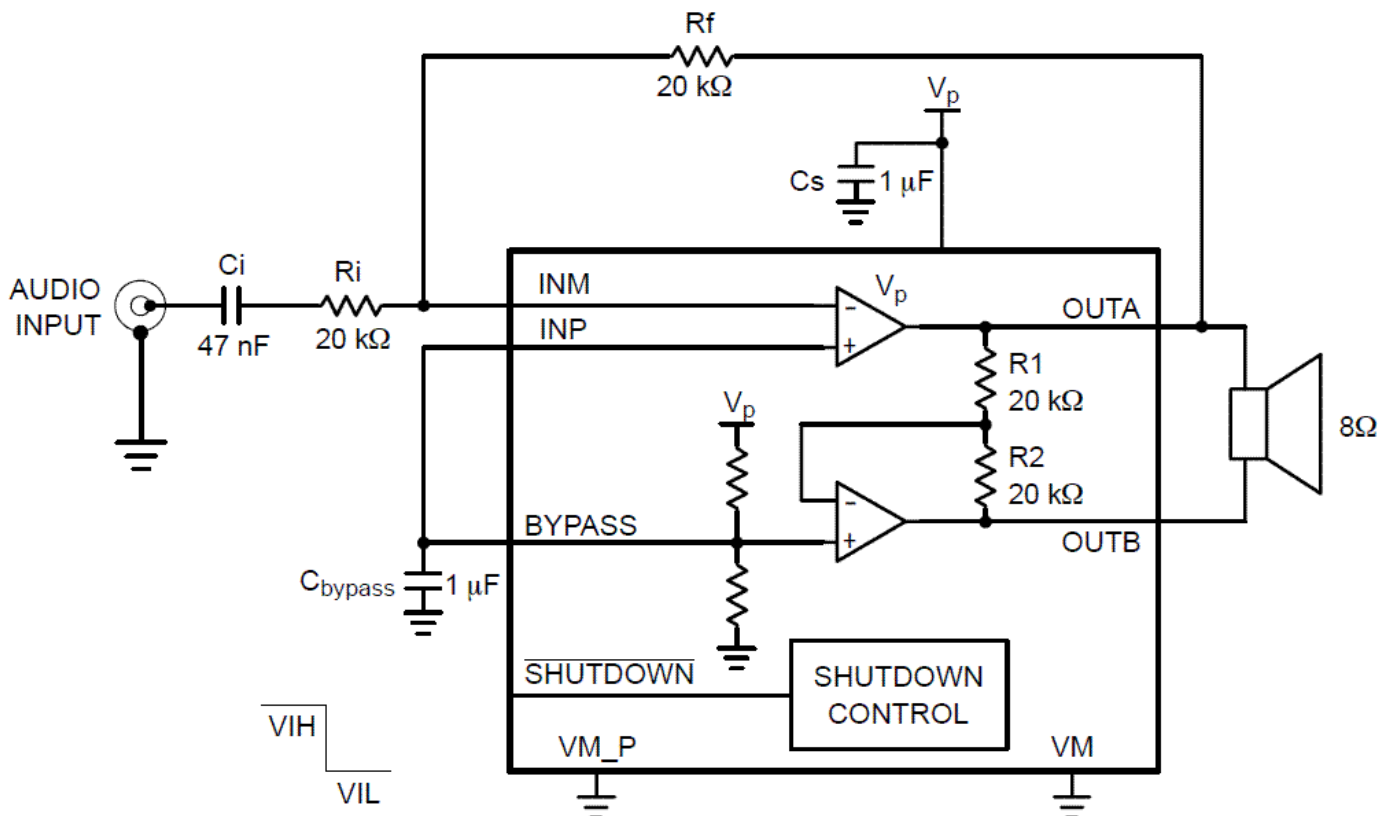 Rf
20 kΩ
Vp
Cs
1 µF
AUDIO
INPUT
Ci
47 nF
Ri
20 kΩ
INM
INP
Vp
−
+
OUTA
R1
20 kΩ
R2
20 kΩ
8Ω
Vp
−
+
BYPASS
OUTB
Cbypass
1 µF
SHUTDOWN
SHUTDOWN
CONTROL
VIH
VIL
VM_P
VM